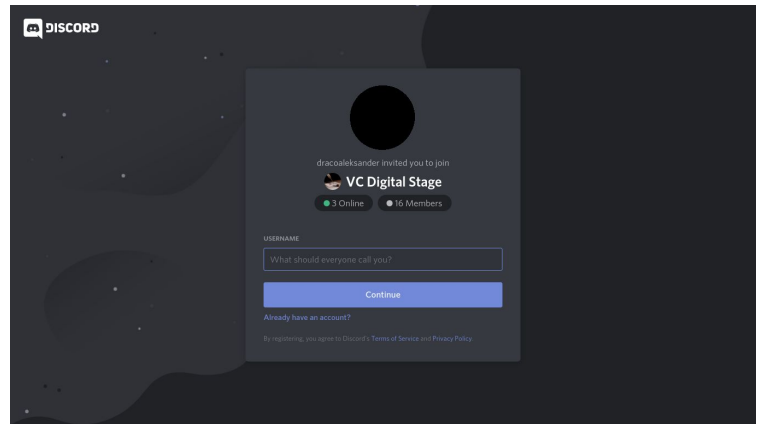 DISCORD
dracoaleksander invited you to join
VC Digital Stage
3 Online 16 Members
USERNAME
What should everyone call you?
Continue
Already have an account?
By registering, you agree to Discord's Terms of Service and Privacy Policy.